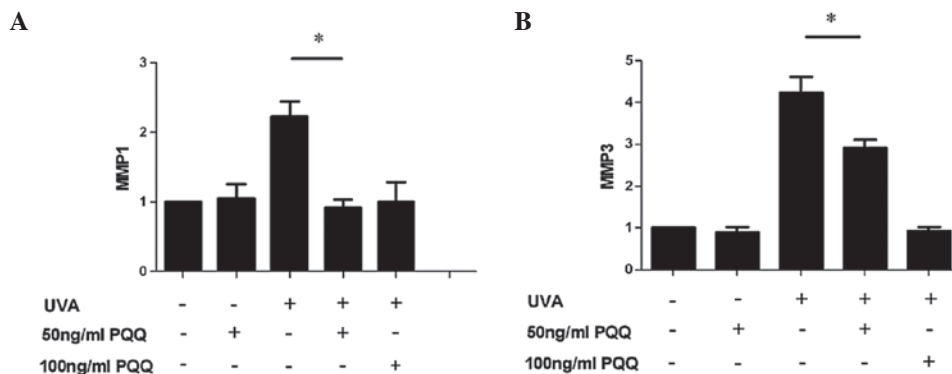 A
*
3
2
1
0
MMP1
UVA - - + + +
50ng/ml PQQ - + - + -
100ng/ml PQQ - - - - +
B
*
5
4
3
2
1
0
MMP3
UVA - - + + +
50ng/ml PQQ - + - + -
100ng/ml PQQ - - - - +